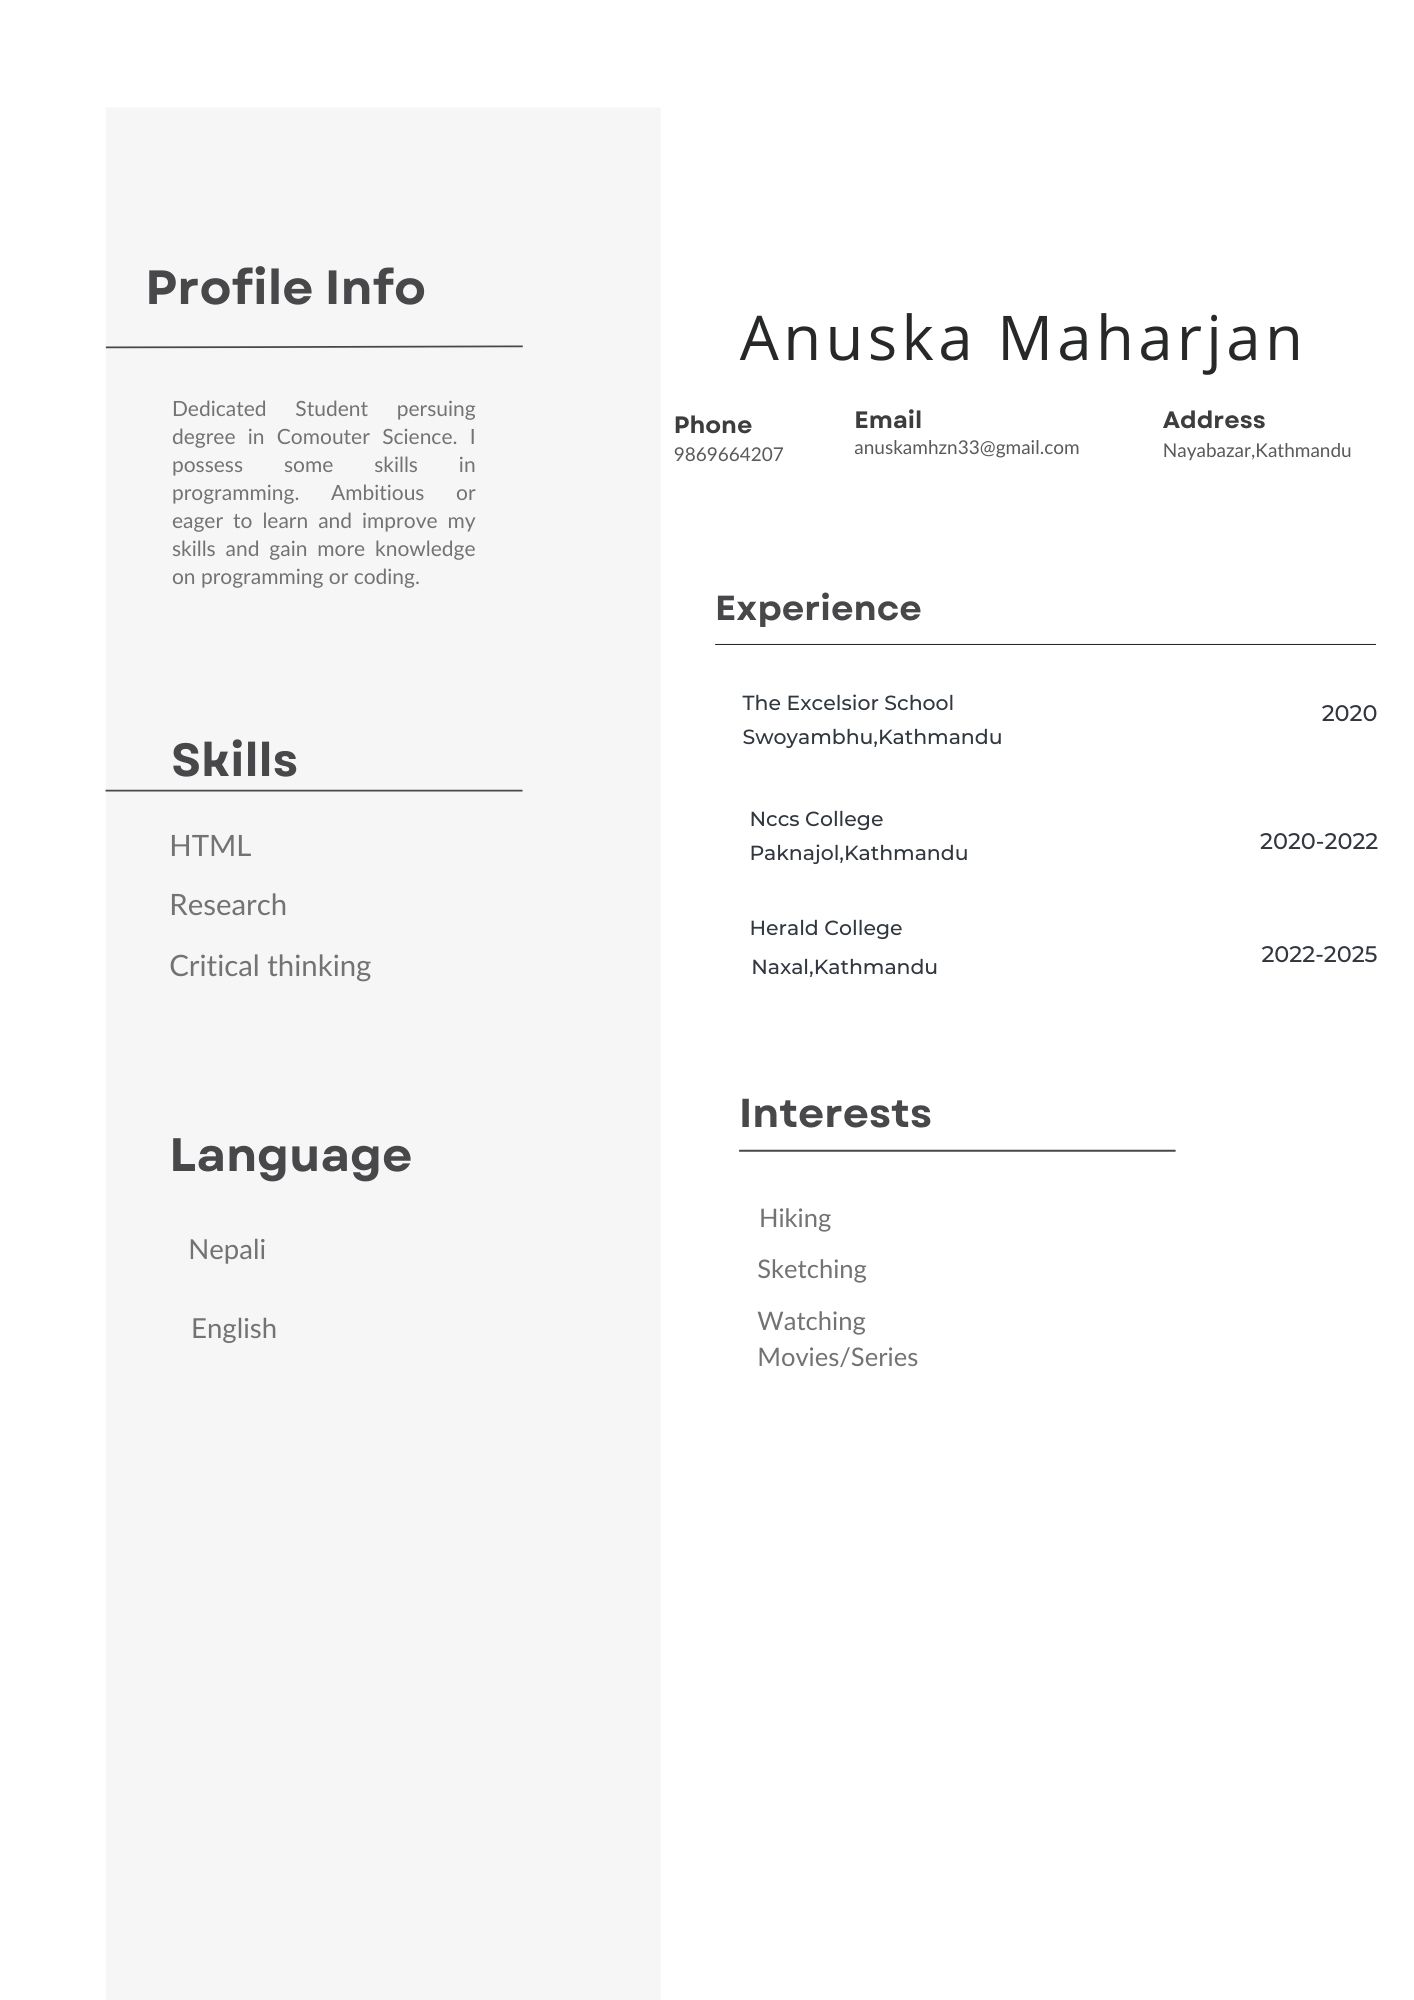 Profile Info
Dedicated Student persuing
degree in Comouter Science. I
possess some skills in
programming. Ambitious or
eager to learn and improve my
skills and gain more knowledge
on programming or coding.
Skills
HTML
Research
Critical thinking
Language
Nepali
English
Anuska Maharjan
Phone
9869664207
Email
anuskamhzn33@gmail.com
Address
Nayabazar,Kathmandu
Experience
The Excelsior School
Swoyambhu,Kathmandu
2020
Nccs College
Paknajol,Kathmandu
2020-2022
Herald College
Naxal,Kathmandu
2022-2025
Interests
Hiking
Sketching
Watching
Movies/Series